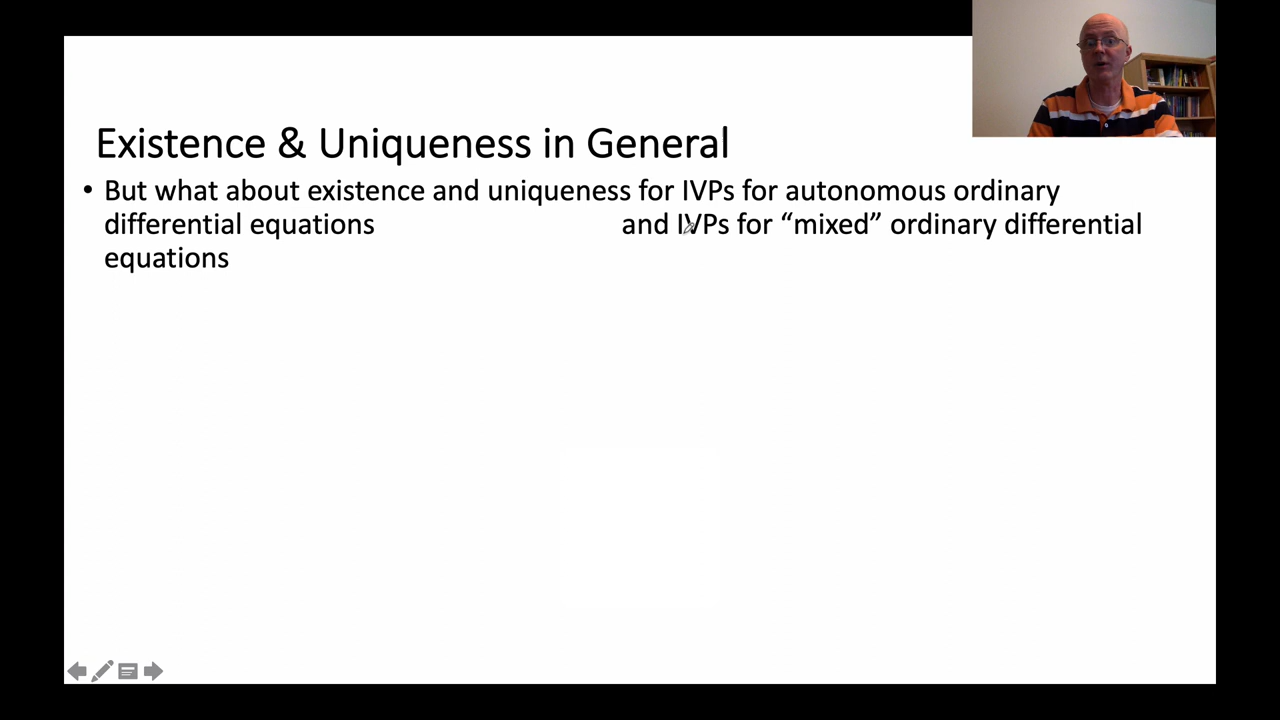 Existence & Uniqueness in General
• But what about existence and uniqueness for IVPs for autonomous ordinary
differential equations and IVPs for “mixed” ordinary differential
equations